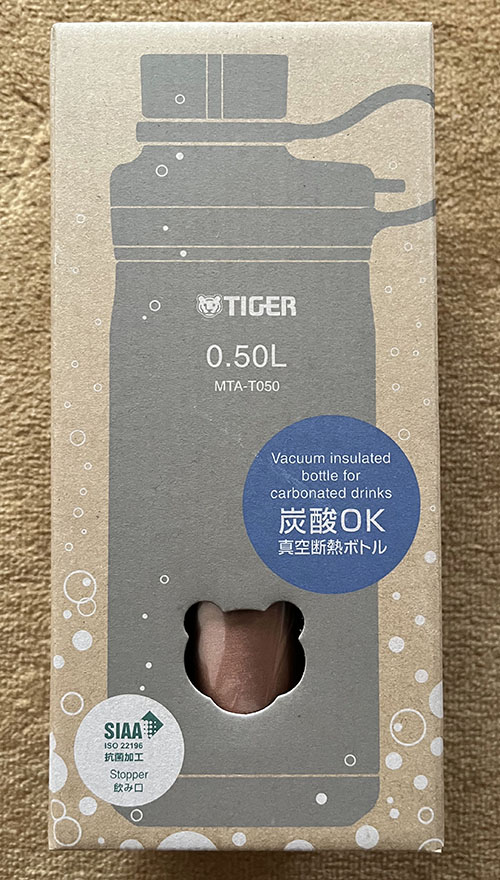 TIGER
0.50L
MTA-T050
Vacuum insulated
bottle for
carbonated drinks
炭酸OK
真空断熱ボトル
SIAA
ISO 22196
抗菌加工
Stopper
飲み口